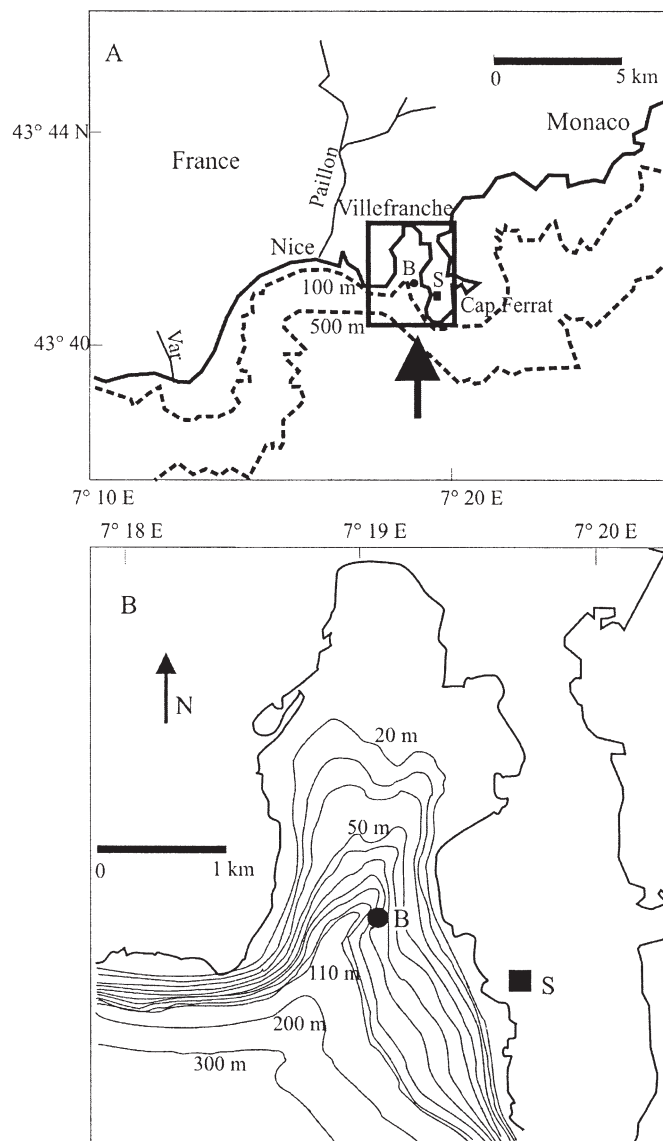 A
0 5 km
43° 44 N
Monaco
France
Paillon
Villefranche
Nice
B
S
100 m
Cap Ferrat
500 m
Var
43° 40
7° 10 E 7° 20 E
7° 18 E 7° 19 E 7° 20 E
B
N
20 m
50 m
0 1 km
B
110 m
S
200 m
300 m